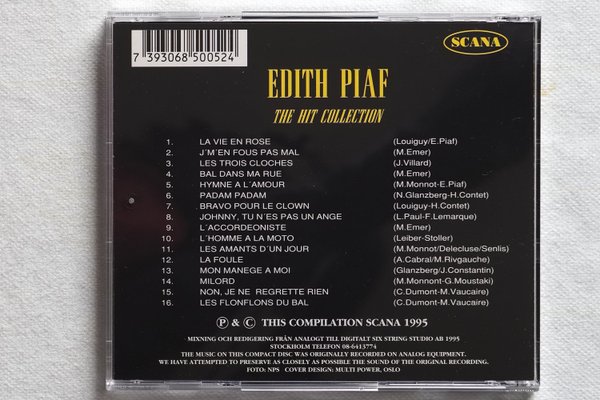 SCANA
7 393068 500524
EDITH PIAF
THE HIT COLLECTION
1. LA VIE EN ROSE (Louiguy/E.Piaf)
2. J´M´EN FOUS PAS MAL (M.Emer)
3. LES TROIS CLOCHES (J.Villard)
4. BAL DANS MA RUE (M.Emer)
5. HYMNE A L´AMOUR (M.Monnot-E.Piaf)
6. PADAM PADAM (N.Glanzberg-H.Contet)
7. BRAVO POUR LE CLOWN (Louiguy-H.Contet)
8. JOHNNY, TU N´ES PAS UN ANGE (L.Paul-F.Lemarque)
9. L´ACCORDEONISTE (M.Emer)
10. L´HOMME A LA MOTO (Leiber-Stoller)
11. LES AMANTS D´UN JOUR (M.Monnot/Delecluse/Senlis)
12. LA FOULE (A.Cabral/M.Rivgauche)
13. MON MANEGE A MOI (Glanzberg/J.Constantin)
14. MILORD (M.Monnont-G.Moustaki)
15. NON, JE NE REGRETTE RIEN (C.Dumont-M.Vaucaire)
16. LES FLONFLONS DU BAL (C.Dumont-M.Vaucaire)
Ⓟ & Ⓒ THIS COMPILATION SCANA 1995
MIXNING OCH REDIGERING FRÅN ANALOGT TILL DIGITALT SIX STRING STUDIO AB 1995
STOCKHOLM TELEFON 08-6413774
THE MUSIC ON THIS COMPACT DISC WAS ORIGINALLY RECORDED ON ANALOG EQUIPMENT.
WE HAVE ATTEMPTED TO PRESERVE AS CLOSELY AS POSSIBLE THE SOUND OF THE ORIGINAL RECORDING.
FOTO: NPS COVER DESIGN: MULTI POWER, OSLO